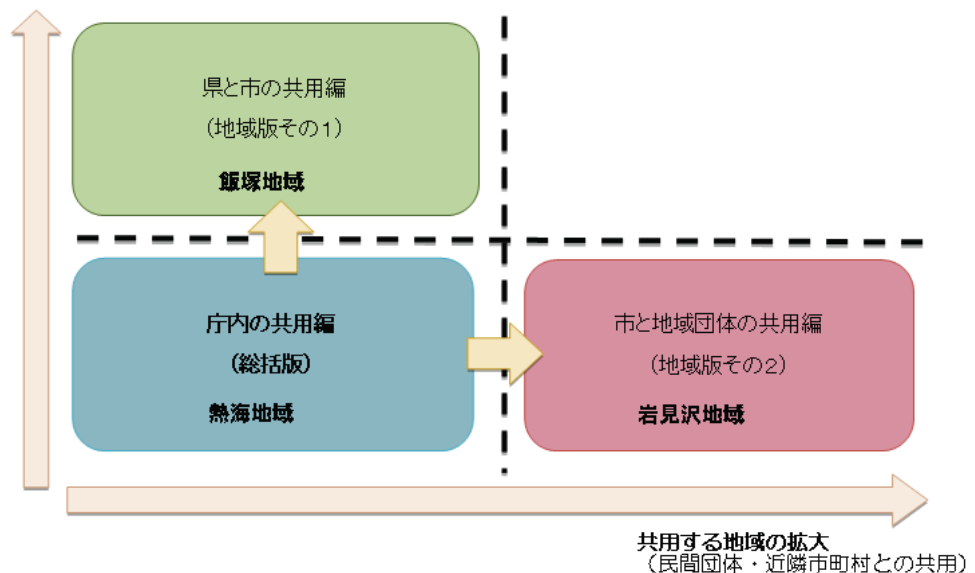 県と市の共用編
(地域版その1)
飯塚地域
庁内の共用編
(総括版)
熱海地域
市と地域団体の共用編
(地域版その2)
岩見沢地域
共用する地域の拡大
(民間団体・近隣市町村との共用)